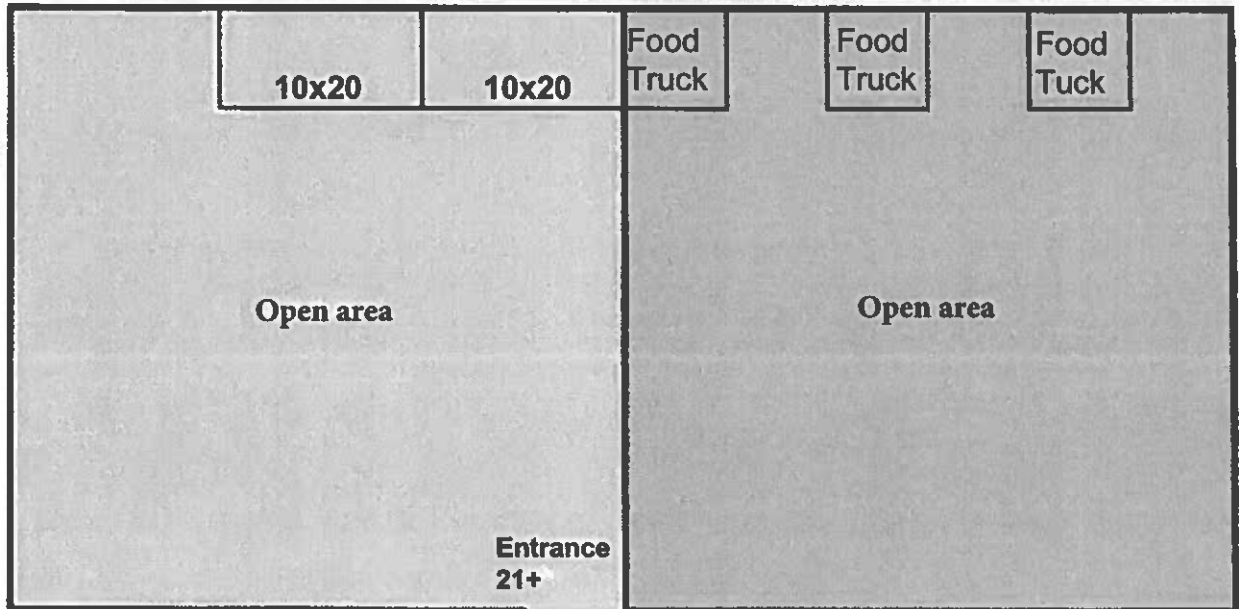 10x20
10x20
Food
Truck
Food
Truck
Food
Tuck
Open area
Open area
Entrance
21+